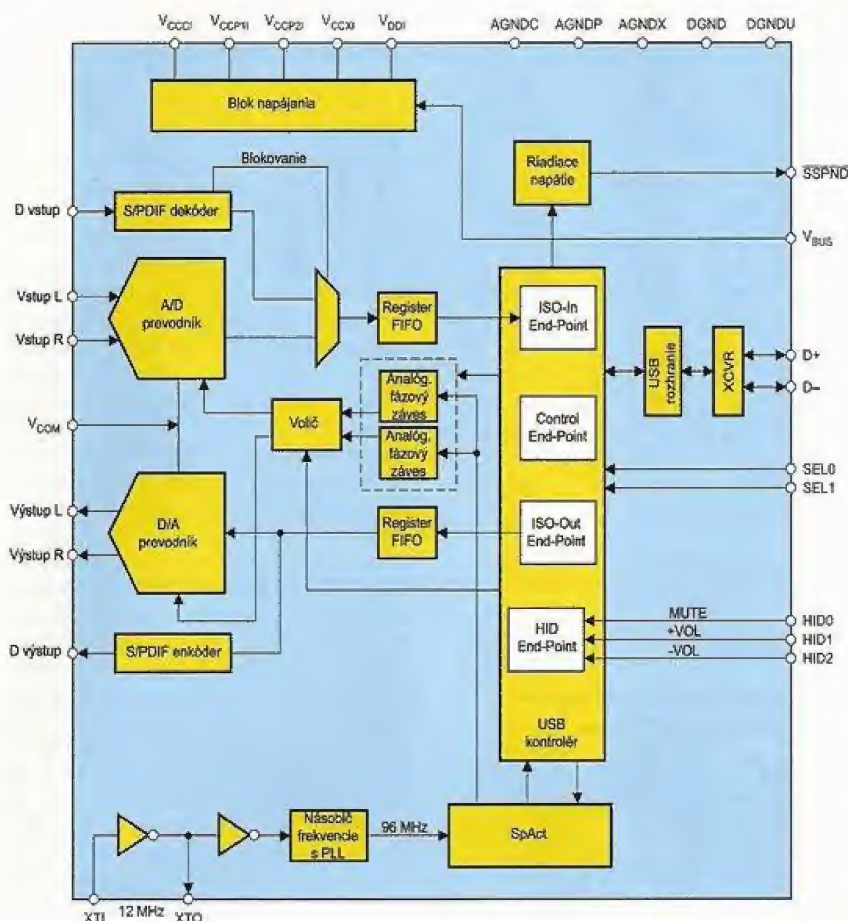 VCCCI VCCP1I VCCP2I VCCXI VDDI AGNDC AGNDP AGNDX DGND DGNDU
Blok napájania
Blokovanie
Riadiace
napätie
SSPND
D vstup
S/PDIF dekóder
VBUS
Vstup L
A/D
prevodník
Vstup R
Register
FIFO
ISO-In
End-Point
USB
rozhranie
XCVR
D+
D–
Analóg.
fázový
záves
Volič
Analóg.
fázový
záves
Control
End-Point
VCOM
SEL0
SEL1
Výstup L
D/A
prevodník
Výstup R
Register
FIFO
ISO-Out
End-Point
HID
End-Point
MUTE
HID0
+VOL
HID1
-VOL
HID2
D výstup
S/PDIF enkóder
USB
kontrolér
Násobič
frekvencie
s PLL
96 MHz
SpAct
XTI
12 MHz
XTO